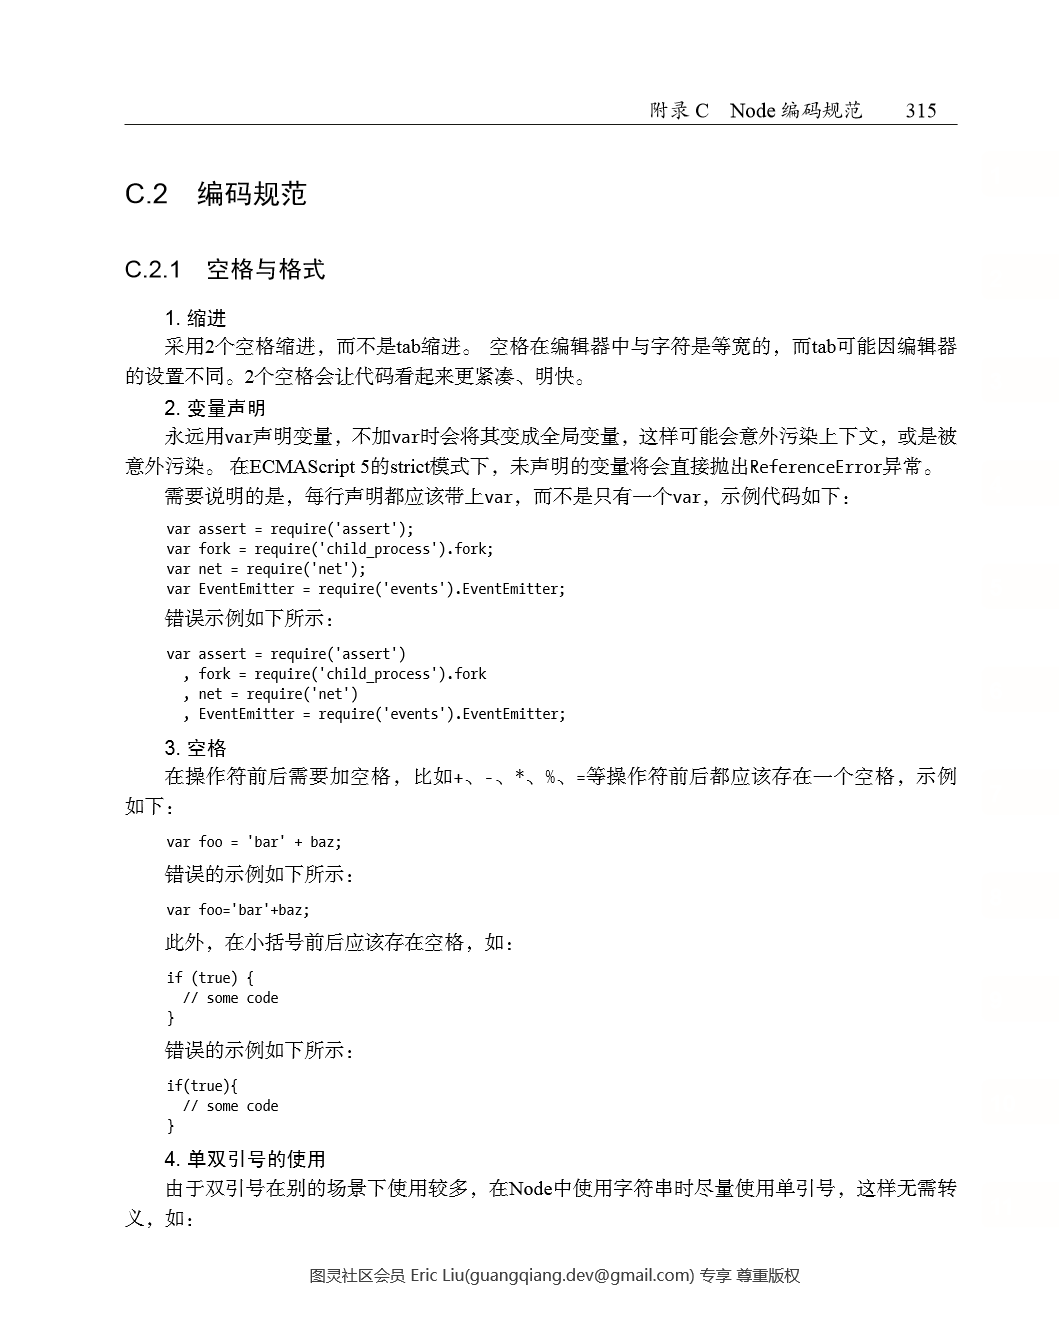 附录 C Node 编码规范 315
C.2 编码规范
C.2.1 空格与格式
1. 缩进
采用2个空格缩进，而不是tab缩进。 空格在编辑器中与字符是等宽的，而tab可能因编辑器
的设置不同。2个空格会让代码看起来更紧凑、明快。
2. 变量声明
永远用var声明变量，不加var时会将其变成全局变量，这样可能会意外污染上下文，或是被
意外污染。 在ECMAScript 5的strict模式下，未声明的变量将会直接抛出ReferenceError异常。
需要说明的是，每行声明都应该带上var，而不是只有一个var，示例代码如下：
var assert = require('assert');
var fork = require('child_process').fork;
var net = require('net');
var EventEmitter = require('events').EventEmitter;
错误示例如下所示：
var assert = require('assert')
  , fork = require('child_process').fork
  , net = require('net')
  , EventEmitter = require('events').EventEmitter;
3. 空格
在操作符前后需要加空格，比如+、-、*、%、=等操作符前后都应该存在一个空格，示例
如下：
var foo = 'bar' + baz;
错误的示例如下所示：
var foo='bar'+baz;
此外，在小括号前后应该存在空格，如：
if (true) {
  // some code
}
错误的示例如下所示：
if(true){
  // some code
}
4. 单双引号的使用
由于双引号在别的场景下使用较多，在Node中使用字符串时尽量使用单引号，这样无需转
义，如：
图灵社区会员 Eric Liu(guangqiang.dev@gmail.com) 专享 尊重版权